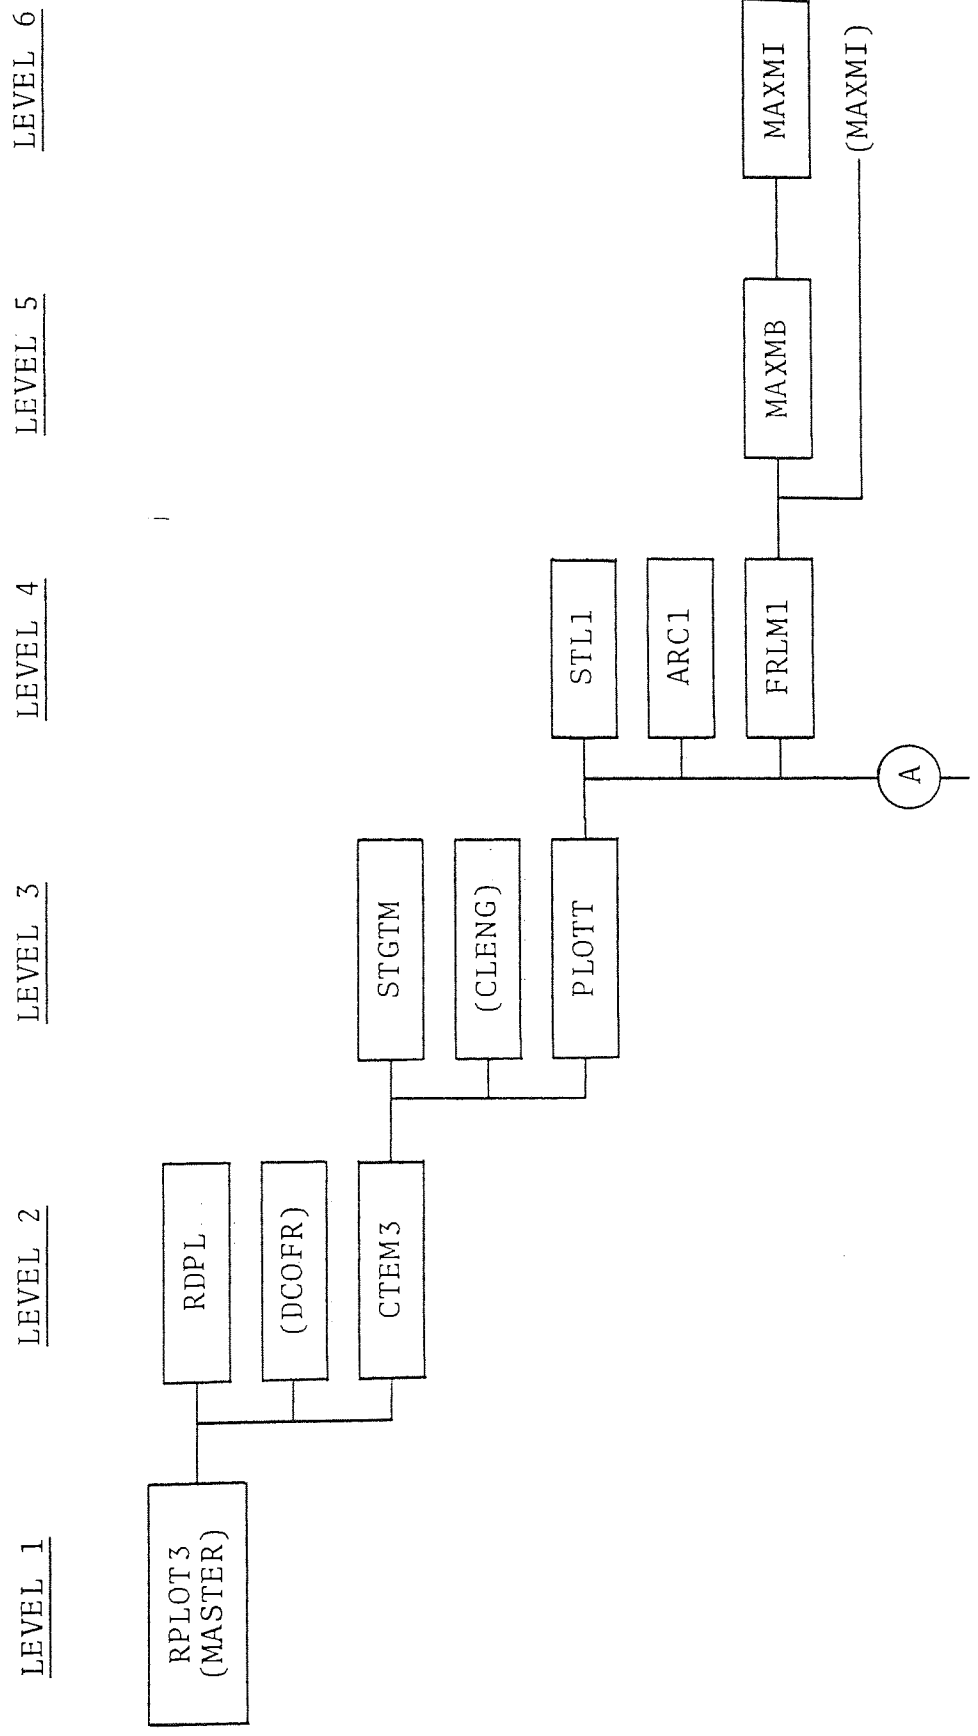 LEVEL 1
LEVEL 2
LEVEL 3
LEVEL 4
LEVEL 5
LEVEL 6
RPLOT3
(MASTER)
RDPL
(DCOFR)
CTEM3
STGTM
(CLENG)
PLOTT
STL1
ARC1
FRLM1
MAXMB
MAXMI
(MAXMI)
A